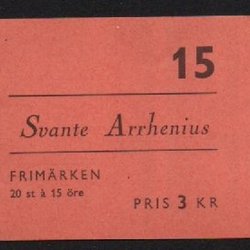 15
Svante Arrhenius
FRIMÄRKEN
20 st à 15 öre
PRIS 3 KR